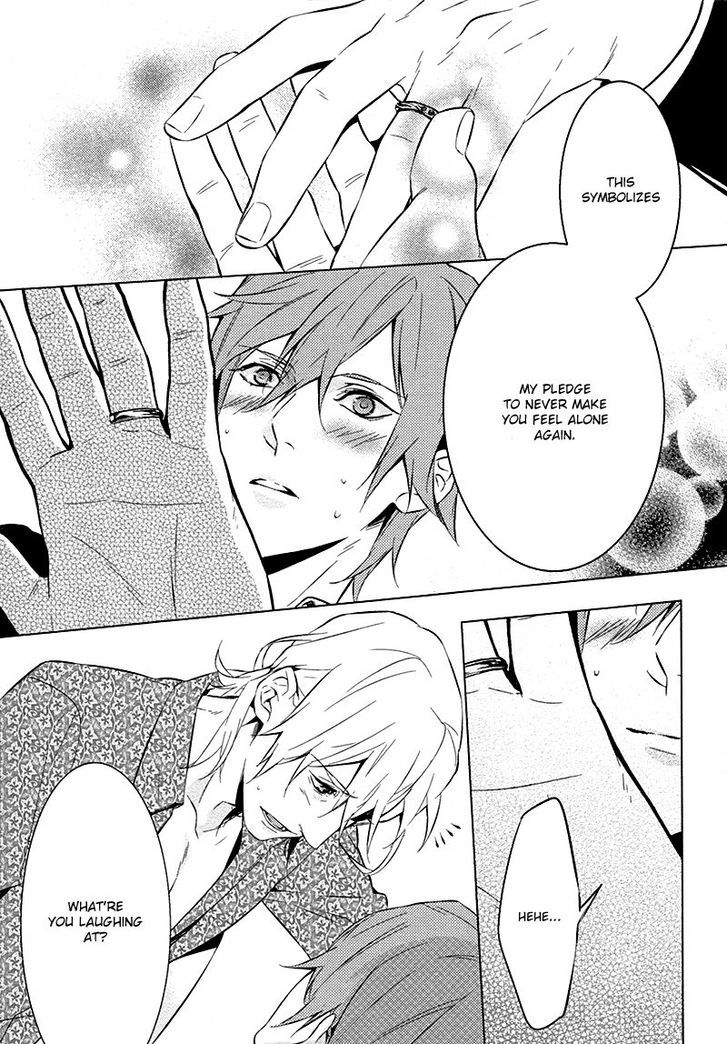 THIS
SYMBOLIZES
MY PLEDGE
TO NEVER MAKE
YOU FEEL ALONE
AGAIN.
HEHE...
WHAT'RE
YOU LAUGHING
AT?